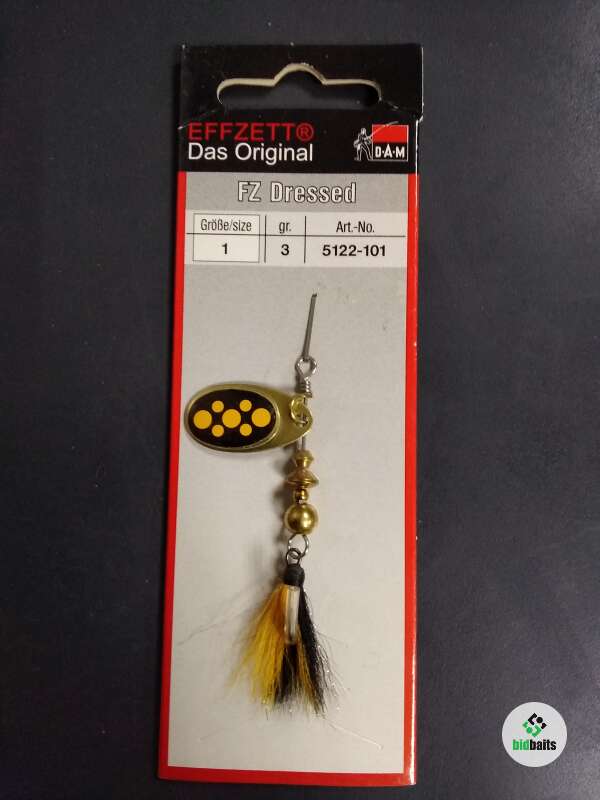 EFFZETT®
Das Original
D·A·M
FZ Dressed
Größe/size gr. Art.-No.
1 3 5122-101
bidbaits